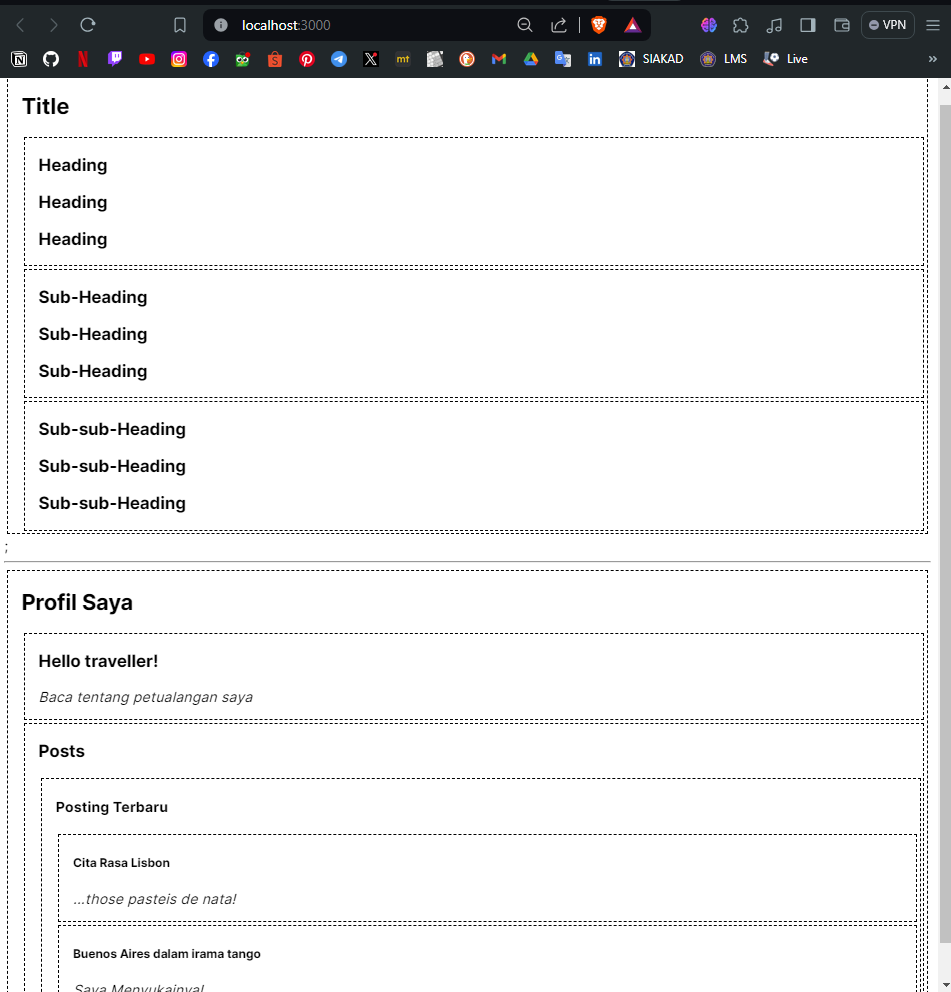 localhost:3000
VPN
mt
SIAKAD
LMS
Live
»
Title
Heading
Heading
Heading
Sub-Heading
Sub-Heading
Sub-Heading
Sub-sub-Heading
Sub-sub-Heading
Sub-sub-Heading
;
Profil Saya
Hello traveller!
Baca tentang petualangan saya
Posts
Posting Terbaru
Cita Rasa Lisbon
...those pasteis de nata!
Buenos Aires dalam irama tango
Saya Menyukainya!